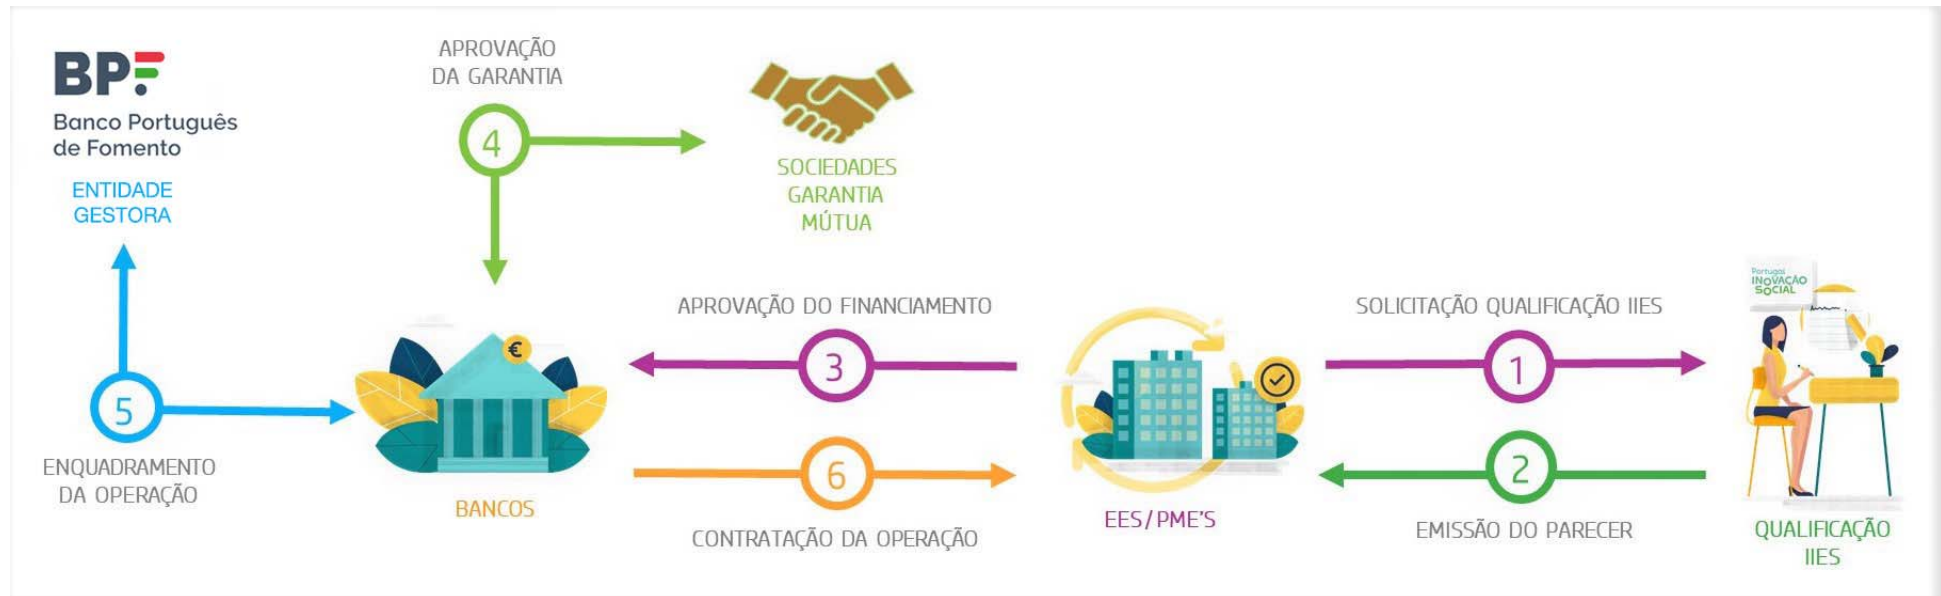 BPF
Banco Português
de Fomento
ENTIDADE
GESTORA
5
ENQUADRAMENTO
DA OPERAÇÃO
APROVAÇÃO
DA GARANTIA
4
SOCIEDADES
GARANTIA
MÚTUA
€
BANCOS
APROVAÇÃO DO FINANCIAMENTO
3
6
CONTRATAÇÃO DA OPERAÇÃO
EES/PME'S
SOLICITAÇÃO QUALIFICAÇÃO IIES
1
2
EMISSÃO DO PARECER
Portugal
INOVAÇÃO
SOCIAL
QUALIFICAÇÃO
IIES